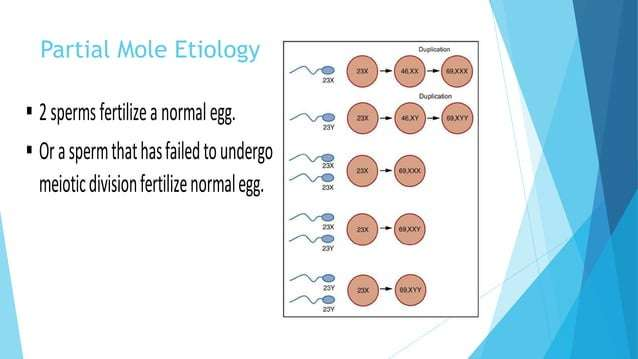 Partial Mole Etiology
▪ 2 sperms fertilize a normal egg.
▪ Or a sperm that has failed to undergo
meiotic division fertilize normal egg.
Duplication
23X
23X
46,XX
69,XXX
Duplication
23Y
23X
46,XY
69,XYY
23X
23X
23X
69,XXX
23X
23Y
23X
69,XXY
23Y
23Y
23X
69,XYY